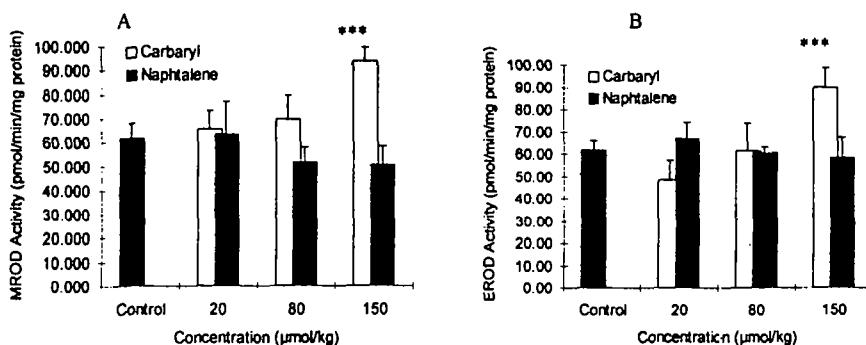 A
***
Carbaryl
Naphtalene
MROD Activity (pmol/min/mg protein)
100.000
90.000
80.000
70.000
60.000
50.000
40.000
30.000
20.000
10.000
0.000
Control 20 80 150
Concentration (µmol/kg)
B
***
Carbaryl
Naphtalene
EROD Activity (pmol/min/mg protein)
100.00
90.00
80.00
70.00
60.00
50.00
40.00
30.00
20.00
10.00
0.00
Control 20 80 150
Concentration (µmol/kg)